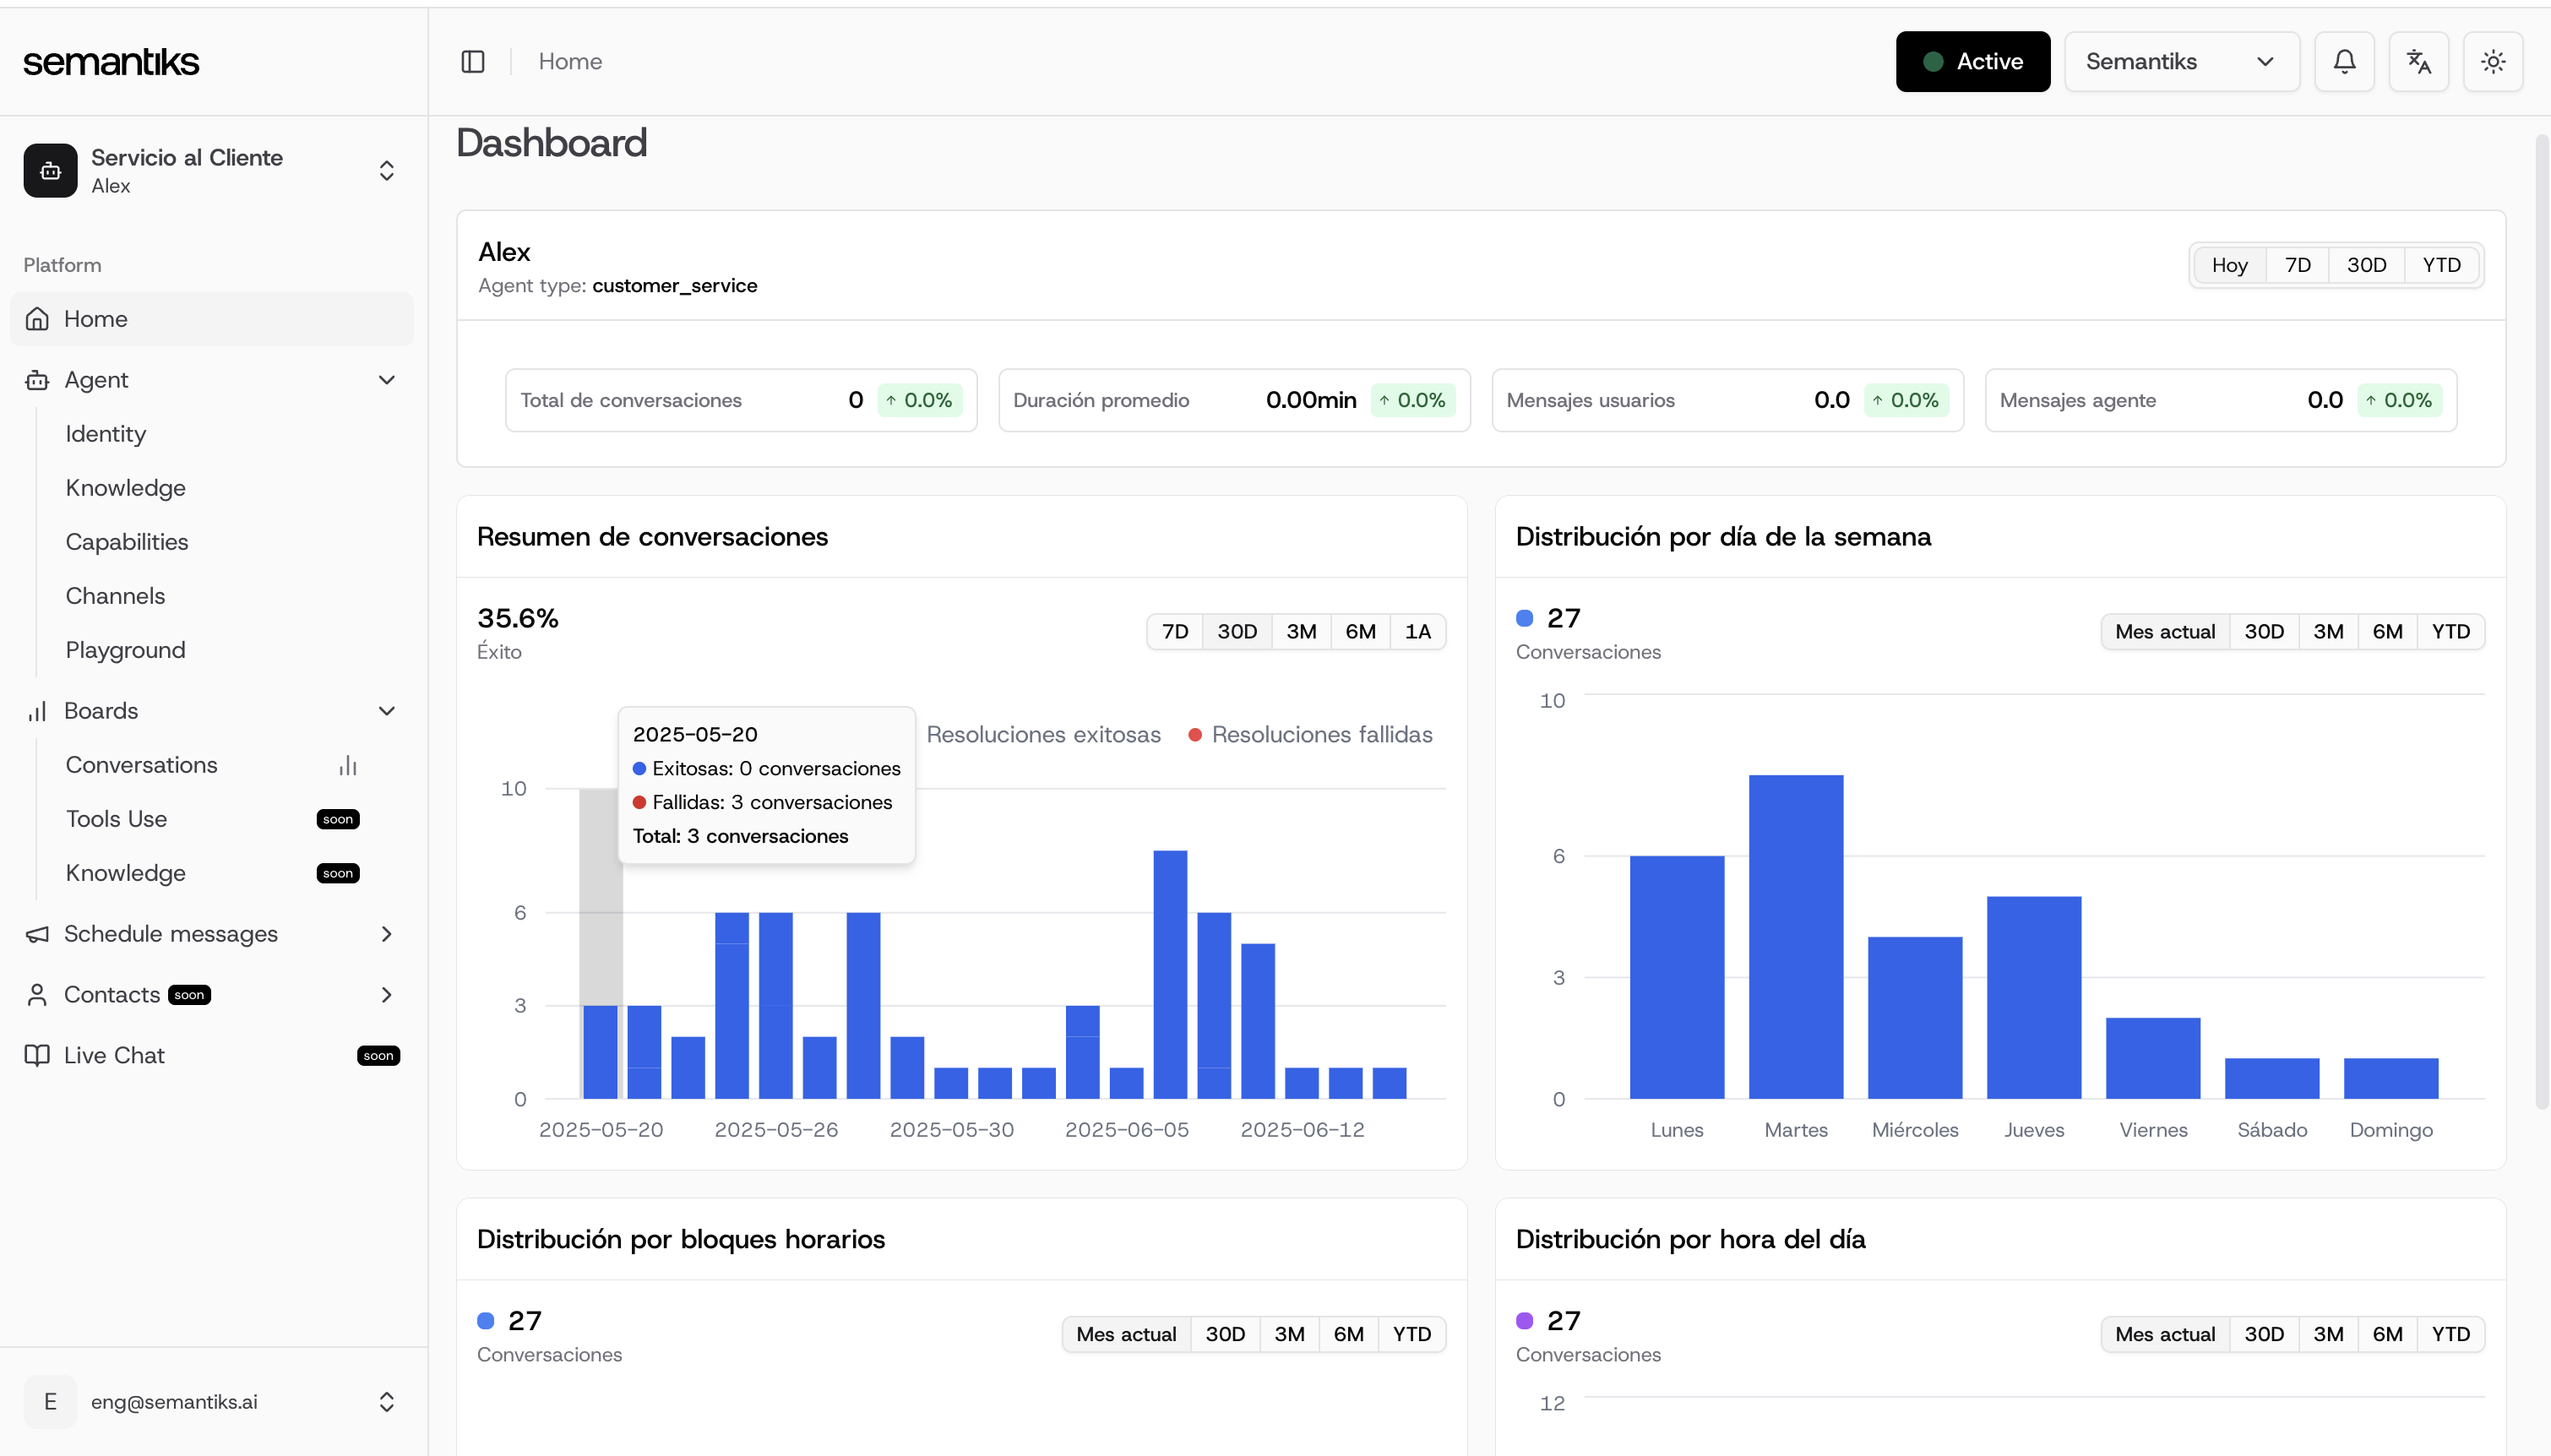 semantiks
Home
Active
Semantiks
Servicio al Cliente
Alex
Platform
Home
Agent
Identity
Knowledge
Capabilities
Channels
Playground
Boards
Conversations
Tools Use soon
Knowledge soon
Schedule messages
Contacts soon
Live Chat soon
E eng@semantiks.ai
Dashboard
Alex
Agent type: customer_service
Hoy 7D 30D YTD
Total de conversaciones 0 ↑ 0.0%
Duración promedio 0.00min ↑ 0.0%
Mensajes usuarios 0.0 ↑ 0.0%
Mensajes agente 0.0 ↑ 0.0%
Resumen de conversaciones
35.6%
Éxito
7D 30D 3M 6M 1A
Resoluciones exitosas Resoluciones fallidas
2025-05-20
Exitosas: 0 conversaciones
Fallidas: 3 conversaciones
Total: 3 conversaciones
10
6
3
0
2025-05-20 2025-05-26 2025-05-30 2025-06-05 2025-06-12
Distribución por día de la semana
27
Conversaciones
Mes actual 30D 3M 6M YTD
10
6
3
0
Lunes Martes Miércoles Jueves Viernes Sábado Domingo
Distribución por bloques horarios
27
Conversaciones
Mes actual 30D 3M 6M YTD
Distribución por hora del día
27
Conversaciones
Mes actual 30D 3M 6M YTD
12